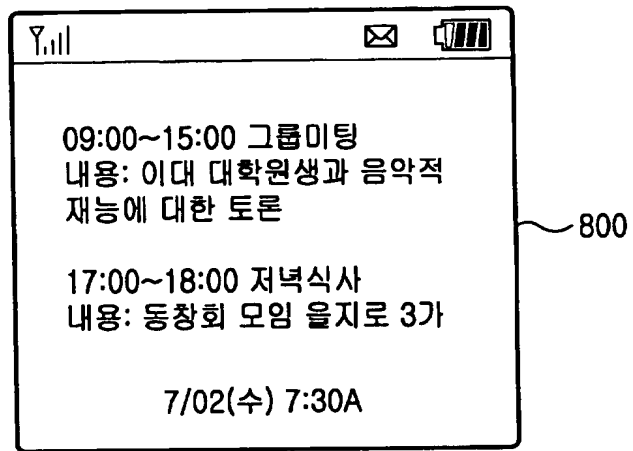 09:00~15:00 그룹미팅
내용: 이대 대학원생과 음악적
재능에 대한 토론
800
17:00~18:00 저녁식사
내용: 동창회 모임 을지로 3가
7/02(수) 7:30A